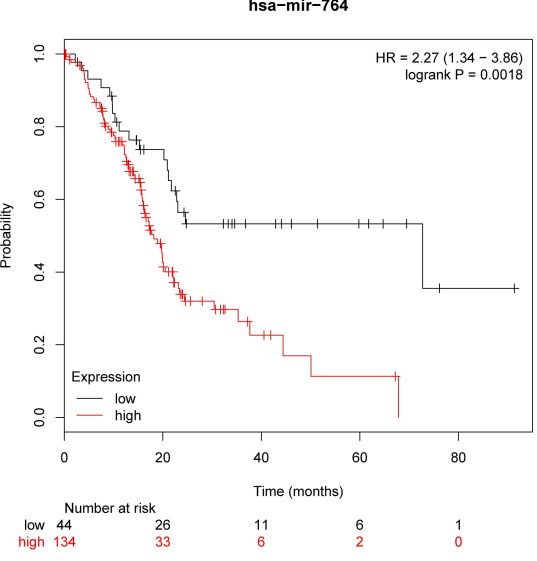 hsa−mir−764
HR = 2.27 (1.34 − 3.86)
logrank P = 0.0018
Probability
1.0
0.8
0.6
0.4
0.2
0.0
Expression
low
high
0 20 40 60 80
Time (months)
Number at risk
low 44 26 11 6 1
high 134 33 6 2 0